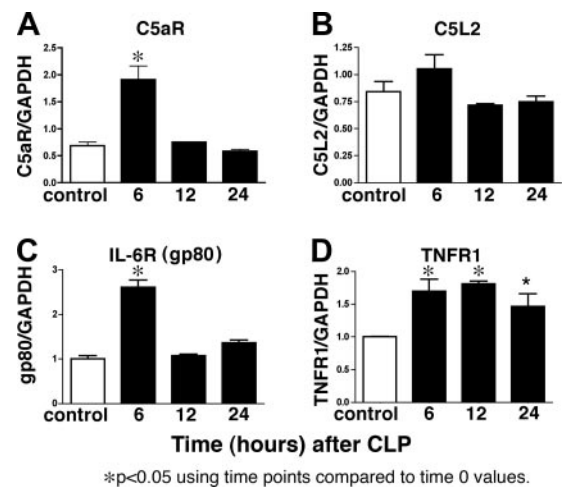 A C5aR
C5aR/GAPDH
2.5
2.0
1.5
1.0
0.5
0.0
*
control 6 12 24
B C5L2
C5L2/GAPDH
1.25
1.00
0.75
0.50
0.25
0.00
control 6 12 24
C IL-6R (gp80)
gp80/GAPDH
3
2
1
0
*
control 6 12 24
D TNFR1
TNFR1/GAPDH
2.0
1.5
1.0
0.5
0.0
* * *
control 6 12 24
Time (hours) after CLP
*p<0.05 using time points compared to time 0 values.